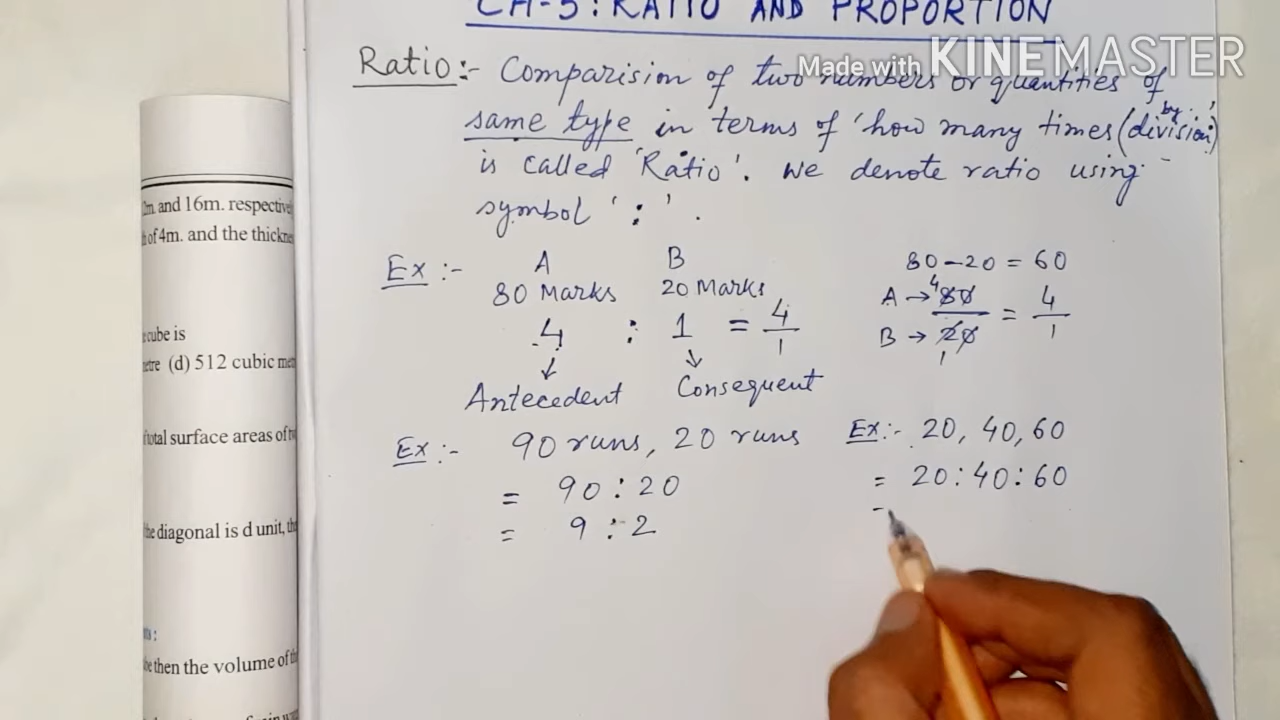 CH-5: RATIO AND PROPORTION
Made with KINEMASTER
Ratio:- Comparision of two numbers or quantities of
same type in terms of 'how many times (by division)'
is called 'Ratio'. We denote ratio using
symbol ' : ' .
Ex :- A B
80 Marks 20 Marks
4 : 1 = 4/1
Antecedent Consequent
80 - 20 = 60
A → 4 80
B → 20 1 = 4/1
Ex :- 90 runs, 20 runs
= 90 : 20
= 9 : 2
Ex:- 20, 40, 60
= 20 : 40 : 60
=
2m. and 16m. respective
of 4m. and the thickne
cube is
metre (d) 512 cubic me
total surface areas of
the diagonal is d unit, th
be then the volume of th